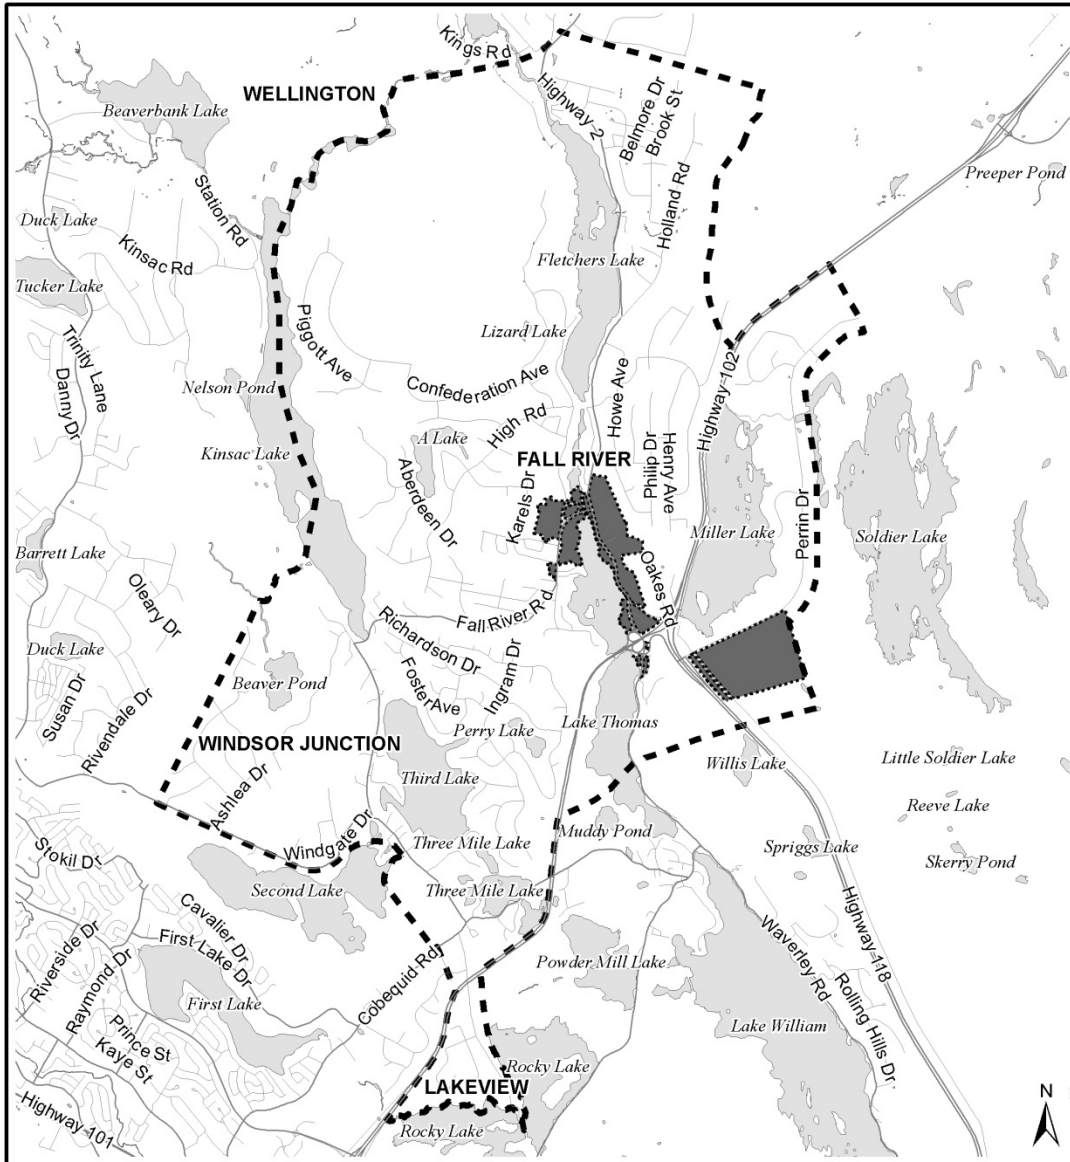 Kings Rd
WELLINGTON
Highway 2
Belmore Dr
Brook St
Beaverbank Lake
Preeper Pond
Station Rd
Duck Lake
Kinsac Rd
Holland Rd
Fletchers Lake
Tucker Lake
Lizard Lake
Piggott Ave
Trinity Lane
Danny Dr
Nelson Pond
Confederation Ave
Howe Ave
Highway 102
High Rd
A Lake
Kinsac Lake
FALL RIVER
Philip Dr
Henry Ave
Aberdeen Dr
Karels Dr
Miller Lake
Perrin Dr
Soldier Lake
Barrett Lake
Oleary Dr
Oakes Rd
Fall River Rd
Richardson Dr
Duck Lake
Susan Dr
Beaver Pond
Foster Ave
Ingram Dr
Rivendale Dr
Perry Lake
Lake Thomas
WINDSOR JUNCTION
Willis Lake
Little Soldier Lake
Ashlea Dr
Third Lake
Reeve Lake
Windgate Dr
Three Mile Lake
Muddy Pond
Spriggs Lake
Skerry Pond
Stokil Dr
Second Lake
Three Mile Lake
Highway 118
Cavalier Dr
First Lake Dr
Riverside Dr
Raymond Dr
Waverley Rd
Cobequid Rd
Powder Mill Lake
Rolling Hills Dr
First Lake
Prince St
Kaye St
Lake William
Rocky Lake
LAKEVIEW
Highway 101
Rocky Lake
N